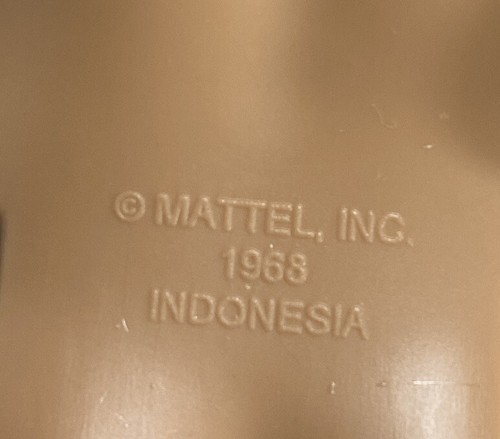 © MATTEL, INC.
1968
INDONESIA